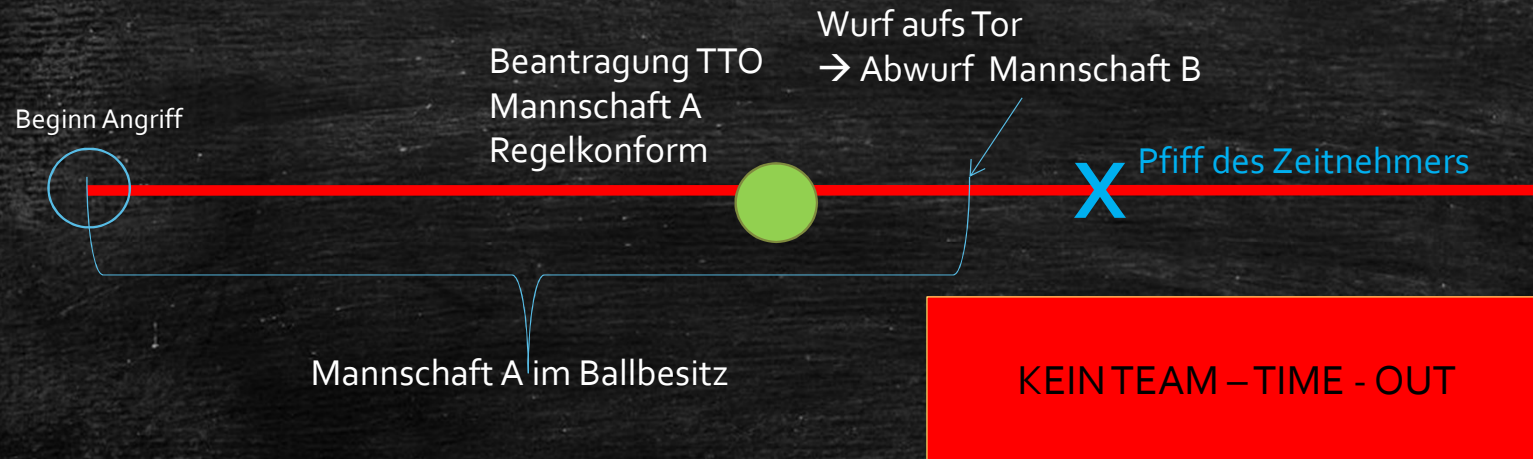 Beginn Angriff
Beantragung TTO
Mannschaft A
Regelkonform
Wurf aufs Tor
→ Abwurf Mannschaft B
X
Pfiff des Zeitnehmers
Mannschaft A im Ballbesitz
KEIN TEAM – TIME - OUT